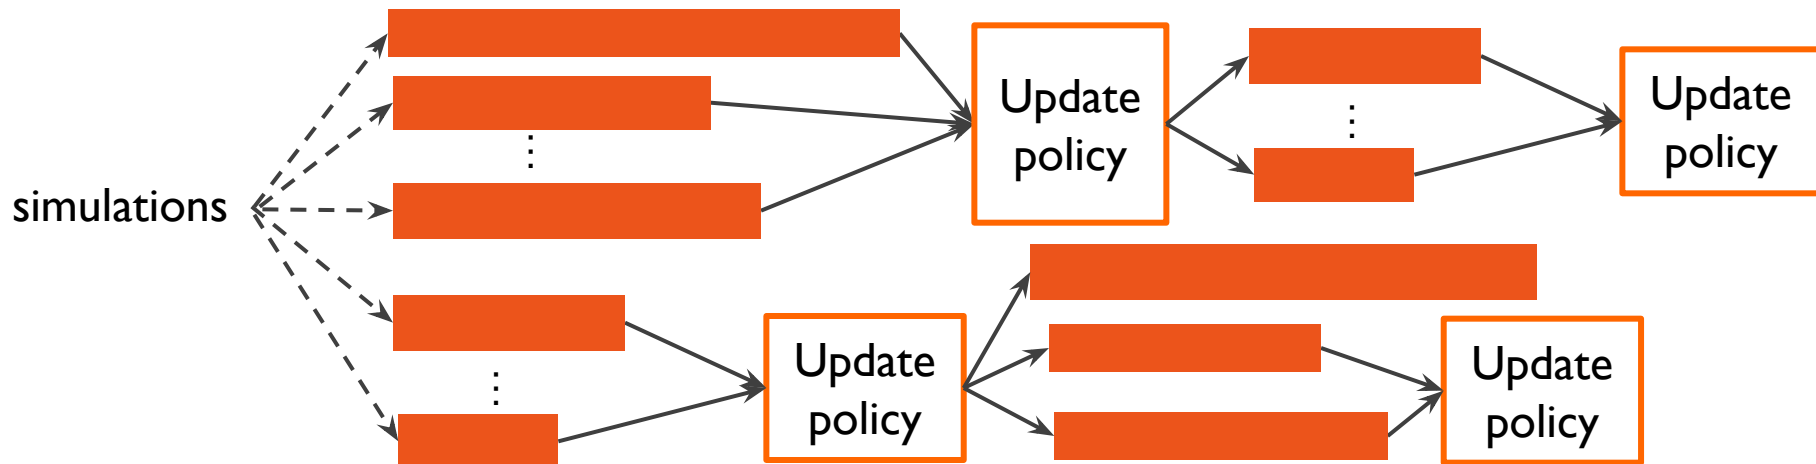 Update
policy
Update
policy
simulations
Update
policy
Update
policy